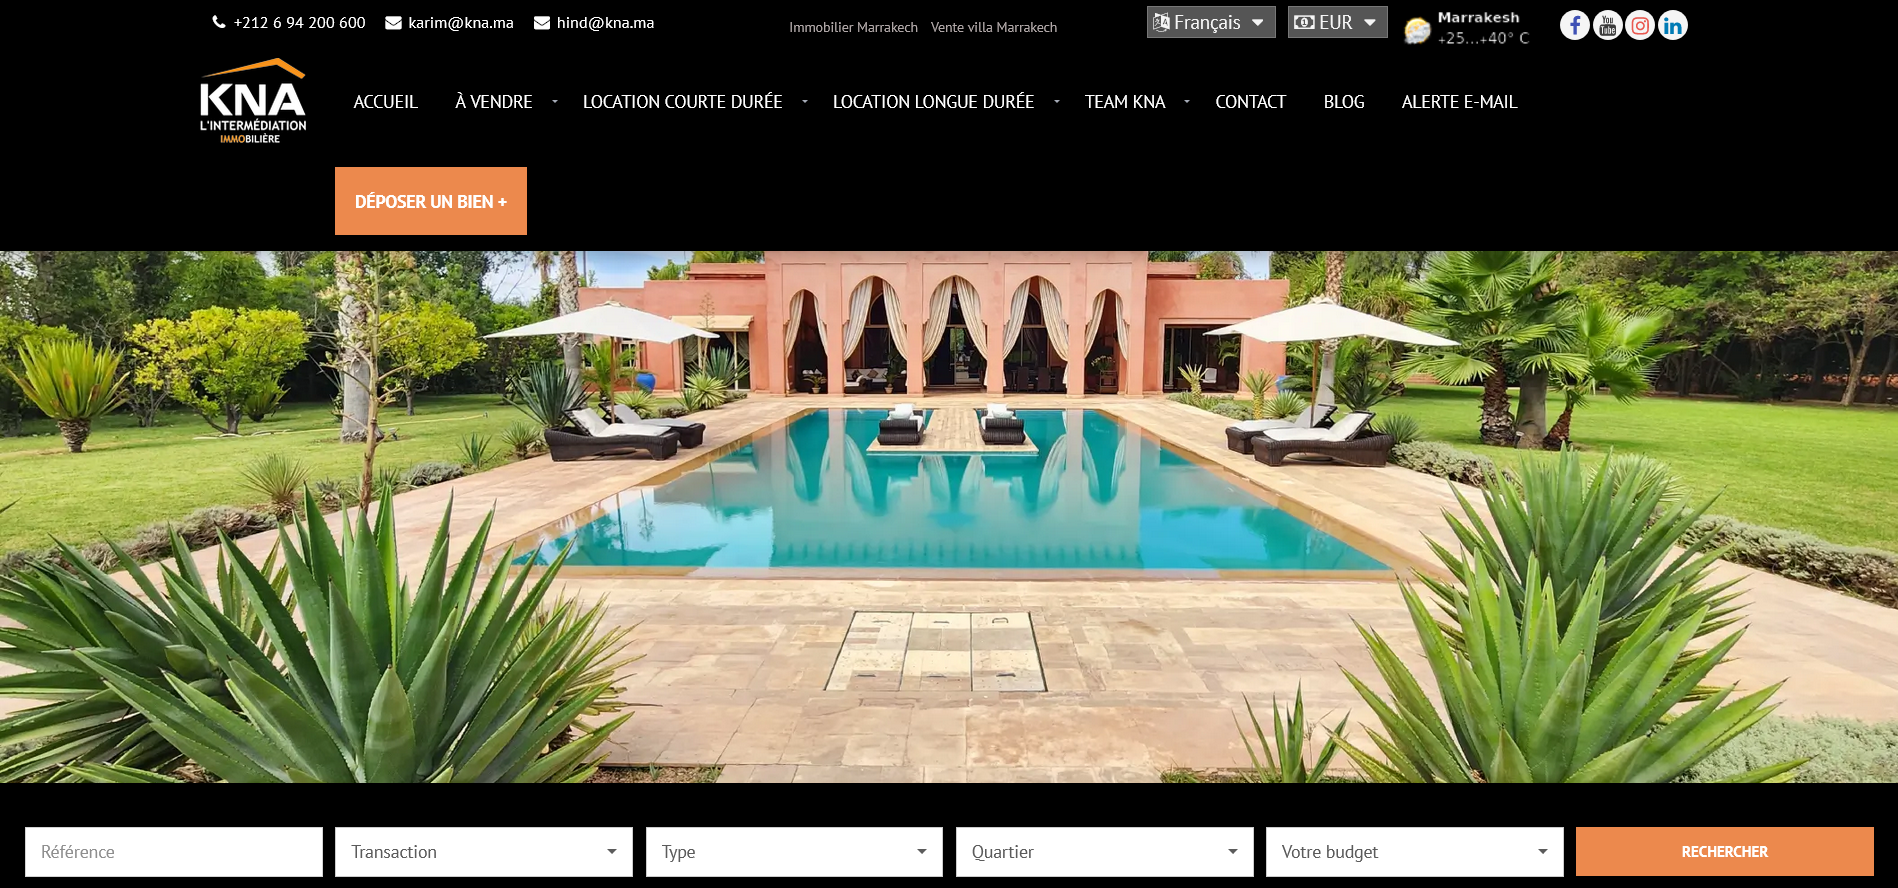 +212 6 94 200 600 karim@kna.ma hind@kna.ma
Immobilier Marrakech Vente villa Marrakech
Français EUR
Marrakesh
+25...+40° C
You
Tube
KNA
L'INTERMÉDIATION
IMMOBILIÈRE
ACCUEIL À VENDRE LOCATION COURTE DURÉE LOCATION LONGUE DURÉE TEAM KNA CONTACT BLOG ALERTE E-MAIL
DÉPOSER UN BIEN +
Référence Transaction Type Quartier Votre budget RECHERCHER